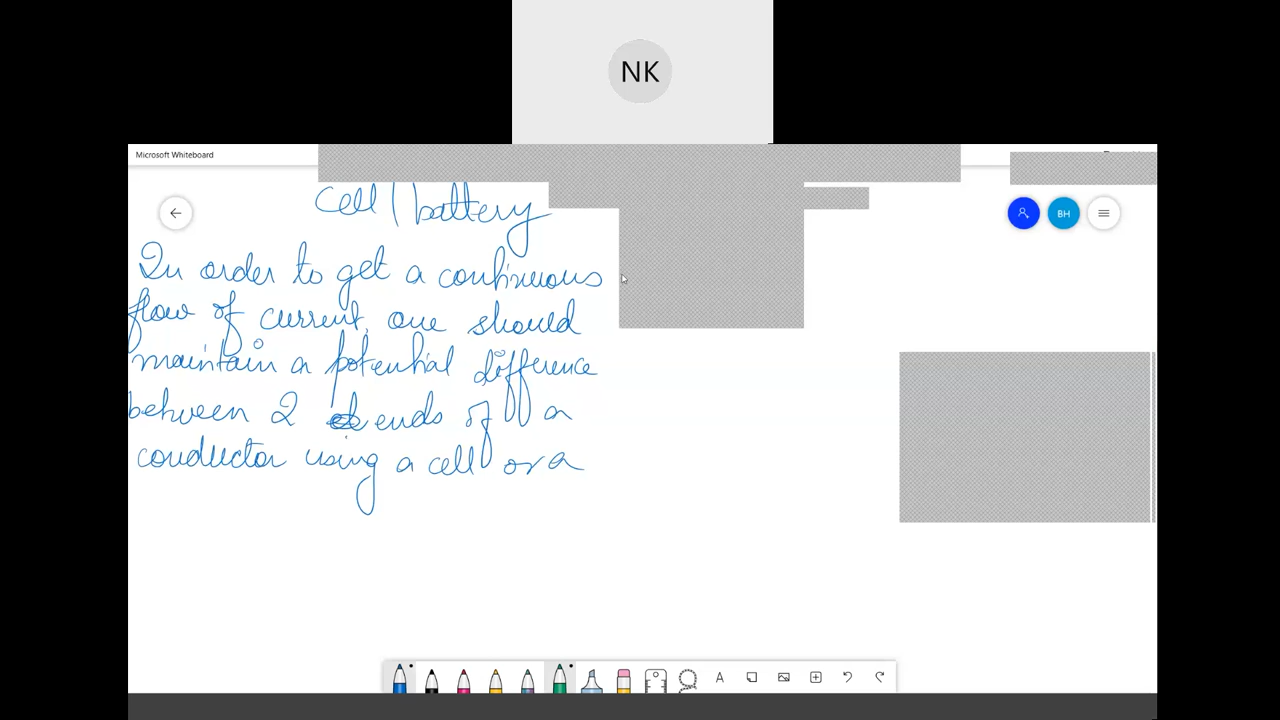 NK
Microsoft Whiteboard
Cell / battery
BH
In order to get a continuous
flow of current, one should
maintain a potential difference
between 2 ends of a
conductor using a cell or a
A